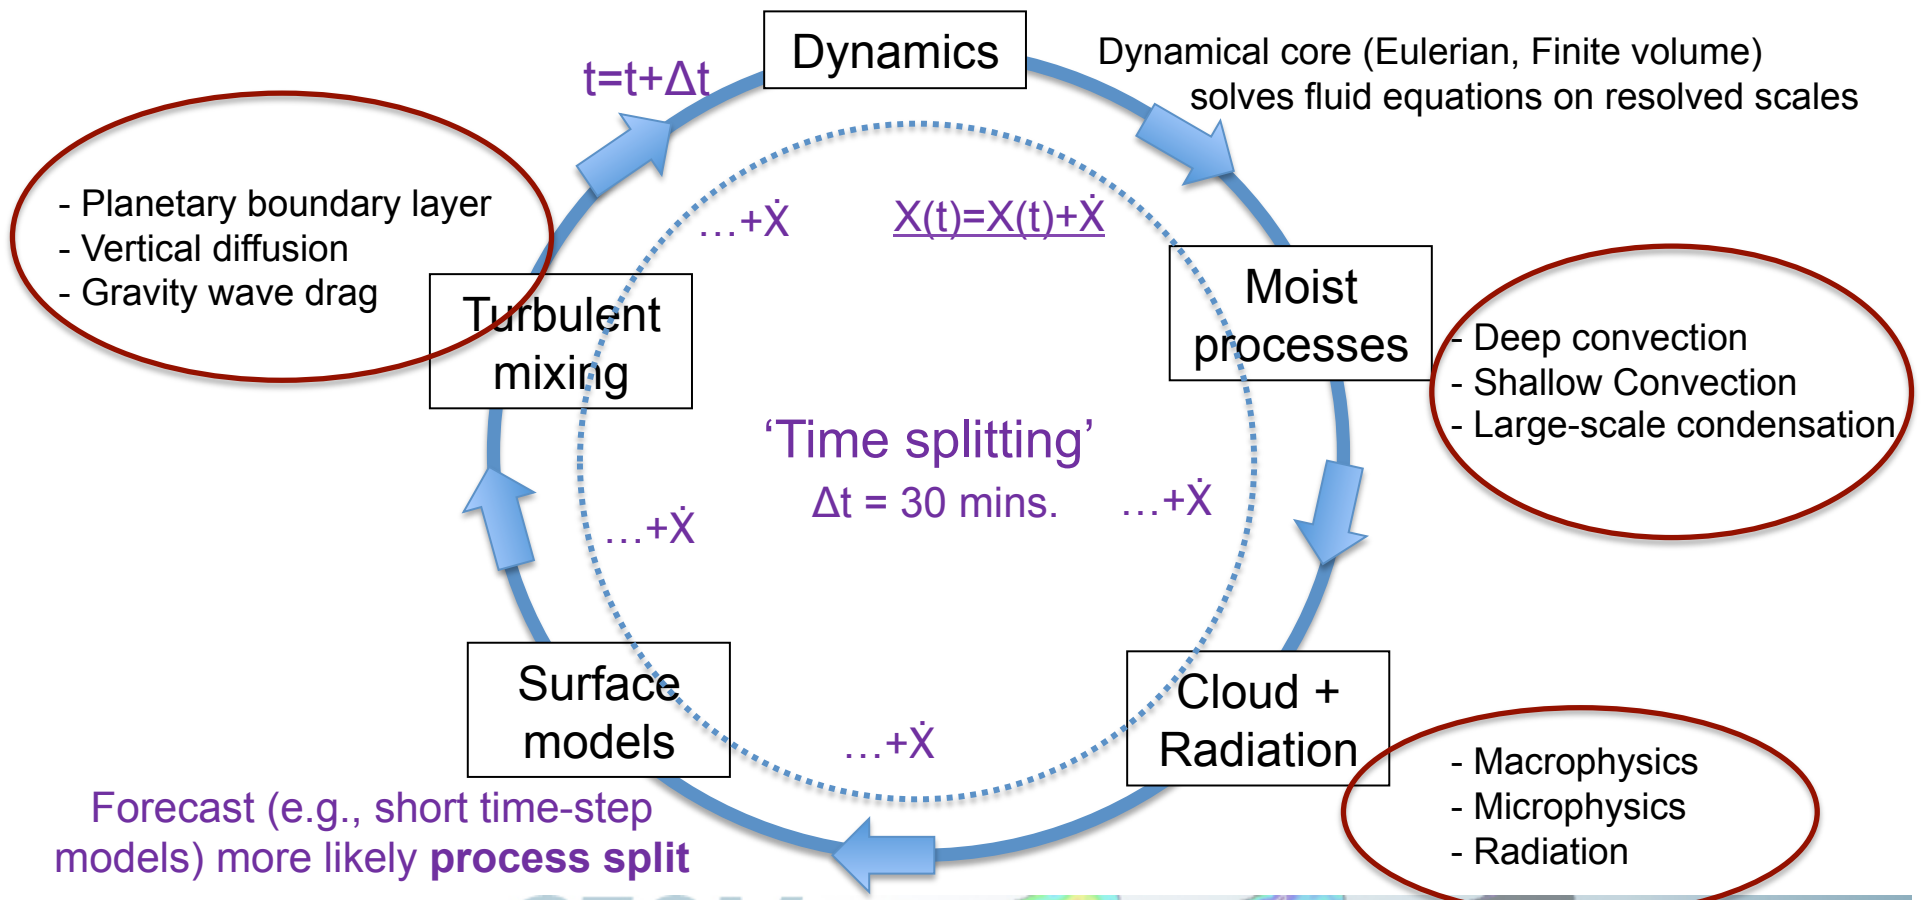 Dynamics
Dynamical core (Eulerian, Finite volume)
solves fluid equations on resolved scales
t=t+Δt
- Planetary boundary layer
- Vertical diffusion
- Gravity wave drag
…+Ẋ
X(t)=X(t)+Ẋ
Turbulent
mixing
Moist
processes
- Deep convection
- Shallow Convection
- Large-scale condensation
‘Time splitting’
Δt = 30 mins.
…+Ẋ
…+Ẋ
Surface
models
…+Ẋ
Cloud +
Radiation
- Macrophysics
- Microphysics
- Radiation
Forecast (e.g., short time-step
models) more likely process split